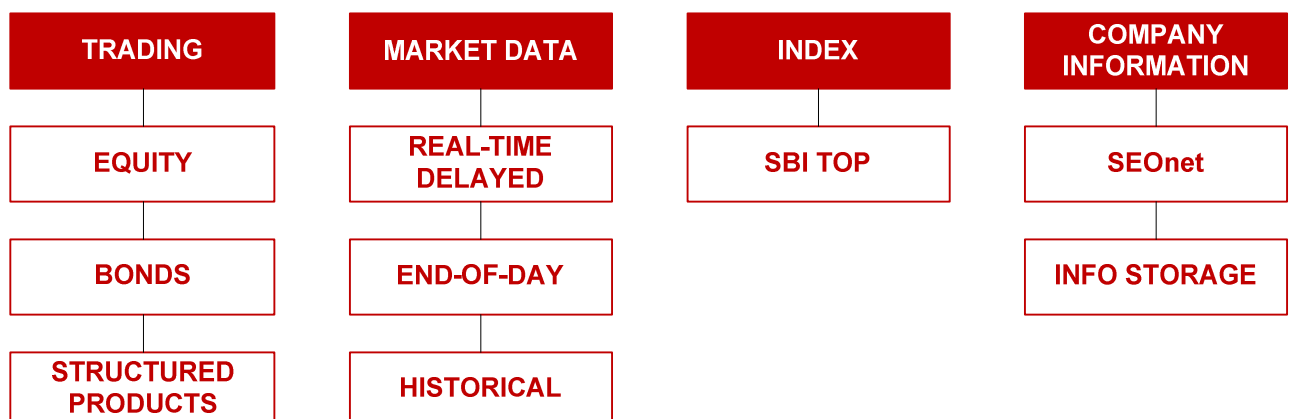 TRADING
EQUITY
BONDS
STRUCTURED
PRODUCTS
MARKET DATA
REAL-TIME
DELAYED
END-OF-DAY
HISTORICAL
INDEX
SBI TOP
COMPANY
INFORMATION
SEOnet
INFO STORAGE